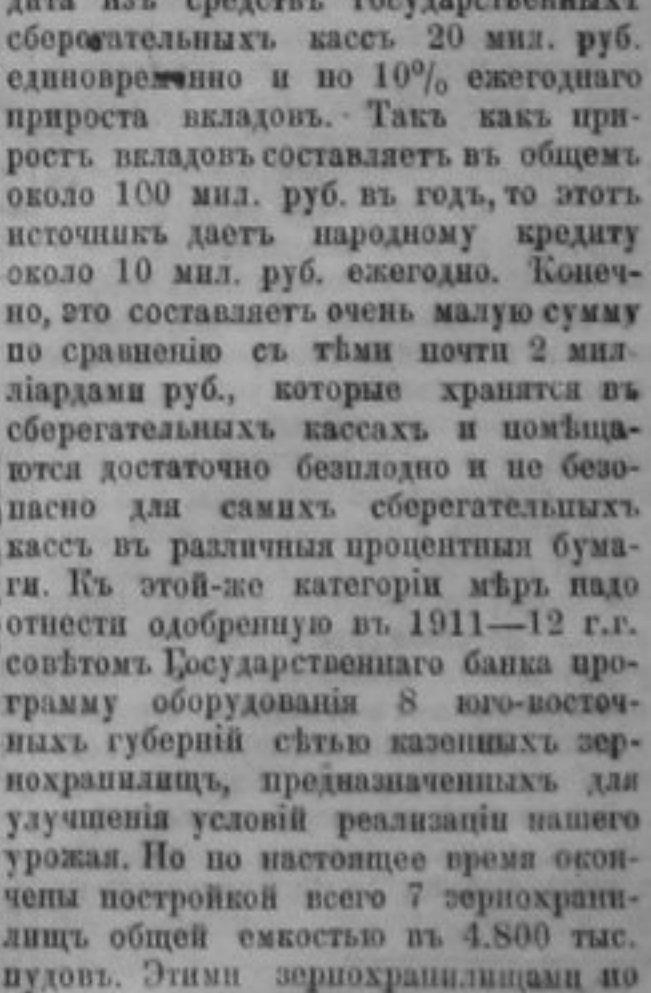 дита изъ средствъ государственныхъ
сберегательныхъ кассъ 20 мил. руб.
единовременно и по 10% ежегоднаго
прироста вкладовъ. Такъ какъ при-
ростъ вкладовъ составляетъ въ общемъ
около 100 мил. руб. въ годъ, то этотъ
источникъ даетъ народному кредиту
около 10 мил. руб. ежегодно. Конеч-
но, это составляетъ очень малую сумму
по сравненію съ тѣми почти 2 мил-
ліардами руб., которые хранятся въ
сберегательныхъ кассахъ и помѣща-
ются достаточно безплодно и не безо-
пасно для самихъ сберегательныхъ
кассъ въ различныя процентныя бума-
ги. Къ этой-же категоріи мѣръ надо
отнести одобренную въ 1911—12 г.г.
совѣтомъ Государственнаго банка про-
грамму оборудованія 8 юго-восточ-
ныхъ губерній сѣтью казенныхъ зер-
нохранилищъ, предназначенныхъ для
улучшенія условій реализаціи нашего
урожая. Но по настоящее время окон-
чены постройкой всего 7 зернохрани-
лищъ общей емкостью въ 4.800 тыс.
пудовъ. Этими зернохранилищами но